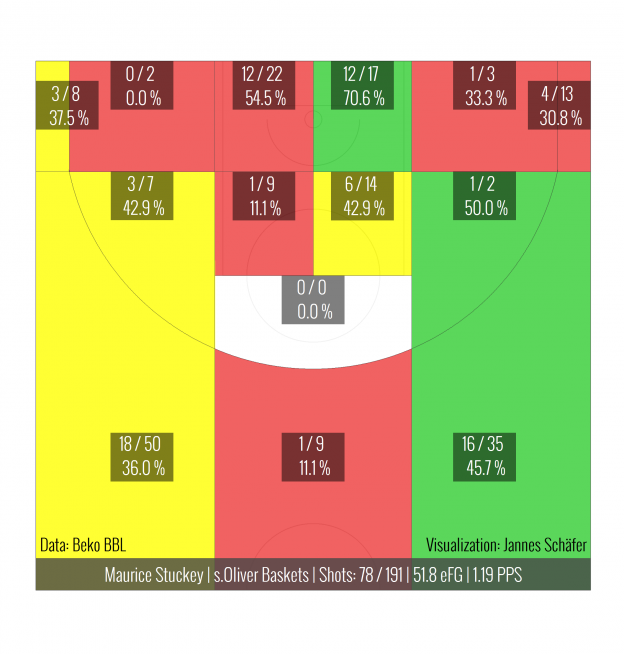 0 / 2
0.0 %
12 / 22
54.5 %
12 / 17
70.6 %
1 / 3
33.3 %
3 / 8
37.5 %
4 / 13
30.8 %
3 / 7
42.9 %
1 / 9
11.1 %
6 / 14
42.9 %
1 / 2
50.0 %
0 / 0
0.0 %
18 / 50
36.0 %
1 / 9
11.1 %
16 / 35
45.7 %
Data: Beko BBL
Visualization: Jannes Schäfer
Maurice Stuckey | s.Oliver Baskets | Shots: 78 / 191 | 51.8 eFG | 1.19 PPS